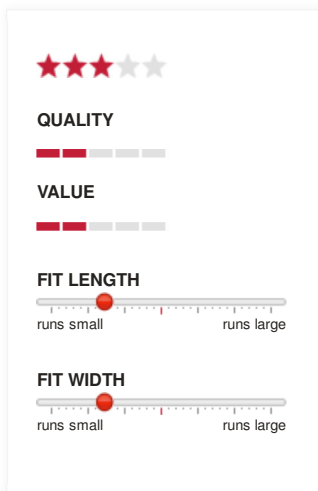 QUALITY
VALUE
FIT LENGTH
runs small runs large
FIT WIDTH
runs small runs large